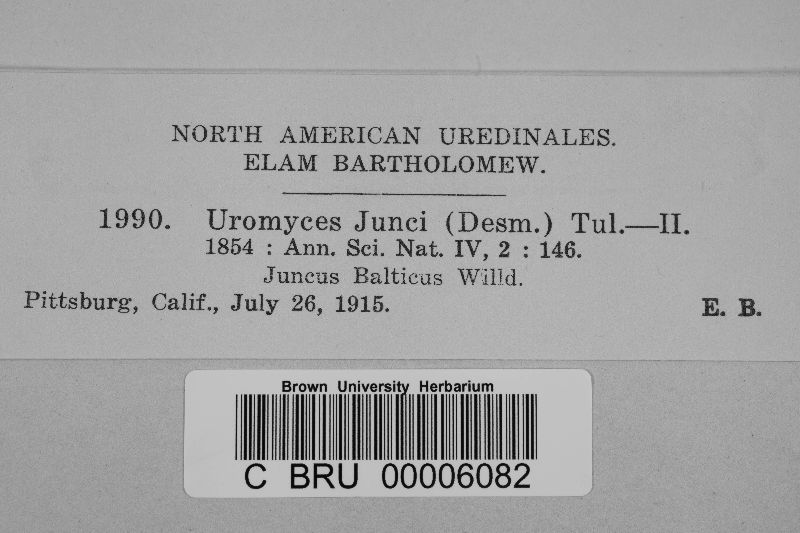 NORTH AMERICAN UREDINALES.
ELAM BARTHOLOMEW.
1990. Uromyces Junci (Desm.) Tul.—II.
1854 : Ann. Sci. Nat. IV, 2 : 146.
Juncus Balticus Willd.
Pittsburg, Calif., July 26, 1915. E. B.
Brown University Herbarium
C BRU 00006082